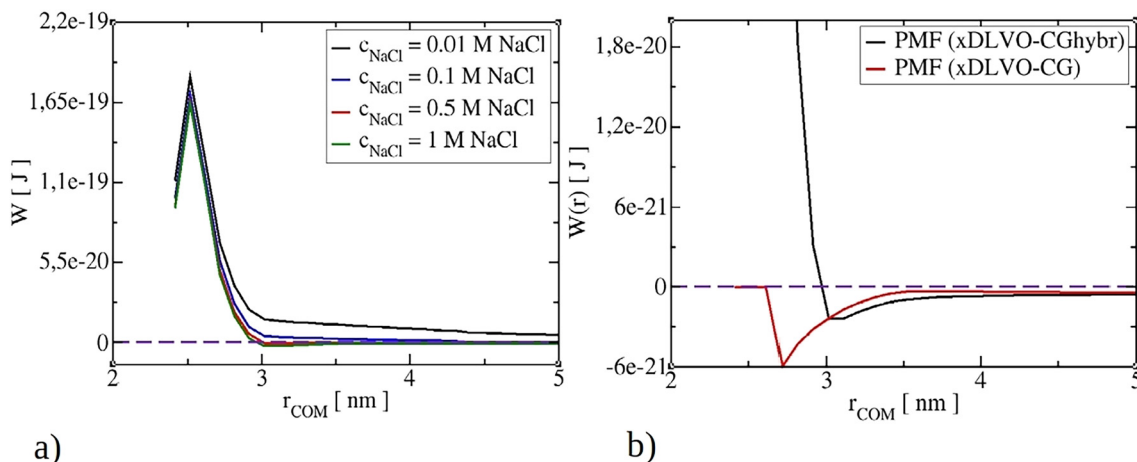 2,2e-19
1,65e-19
1,1e-19
5,5e-20
0
W [ J ]
c_NaCl = 0.01 M NaCl
c_NaCl = 0.1 M NaCl
c_NaCl = 0.5 M NaCl
c_NaCl = 1 M NaCl
2 3 4 5
r_COM [ nm ]
a)
1,8e-20
1,2e-20
6e-21
0
-6e-21
W(r) [ J ]
PMF (xDLVO-CGhybr)
PMF (xDLVO-CG)
2 3 4 5
r_COM [ nm ]
b)